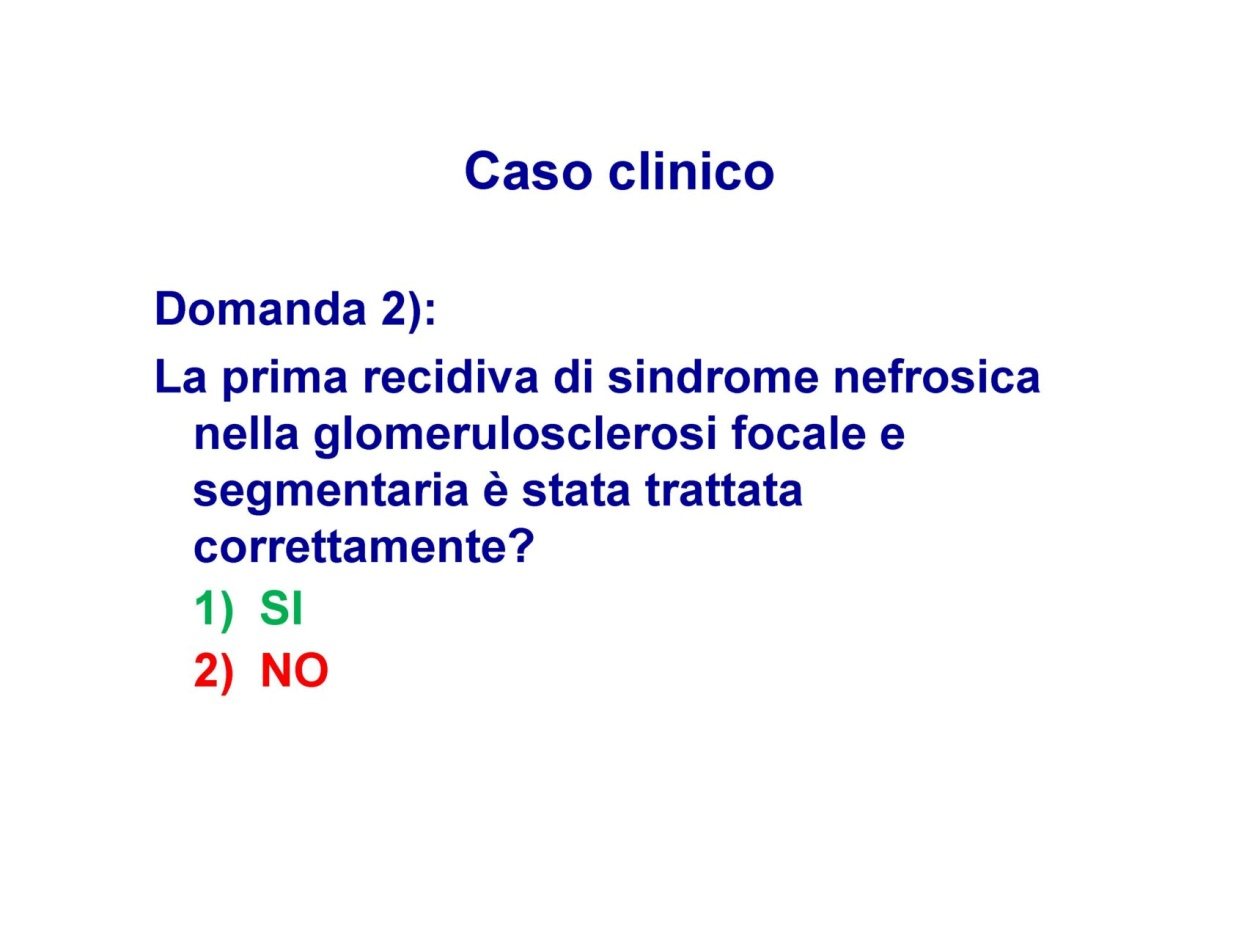 Caso clinico
Domanda 2):
La prima recidiva di sindrome nefrosica
nella glomerulosclerosi focale e
segmentaria è stata trattata
correttamente?
1) SI
2) NO